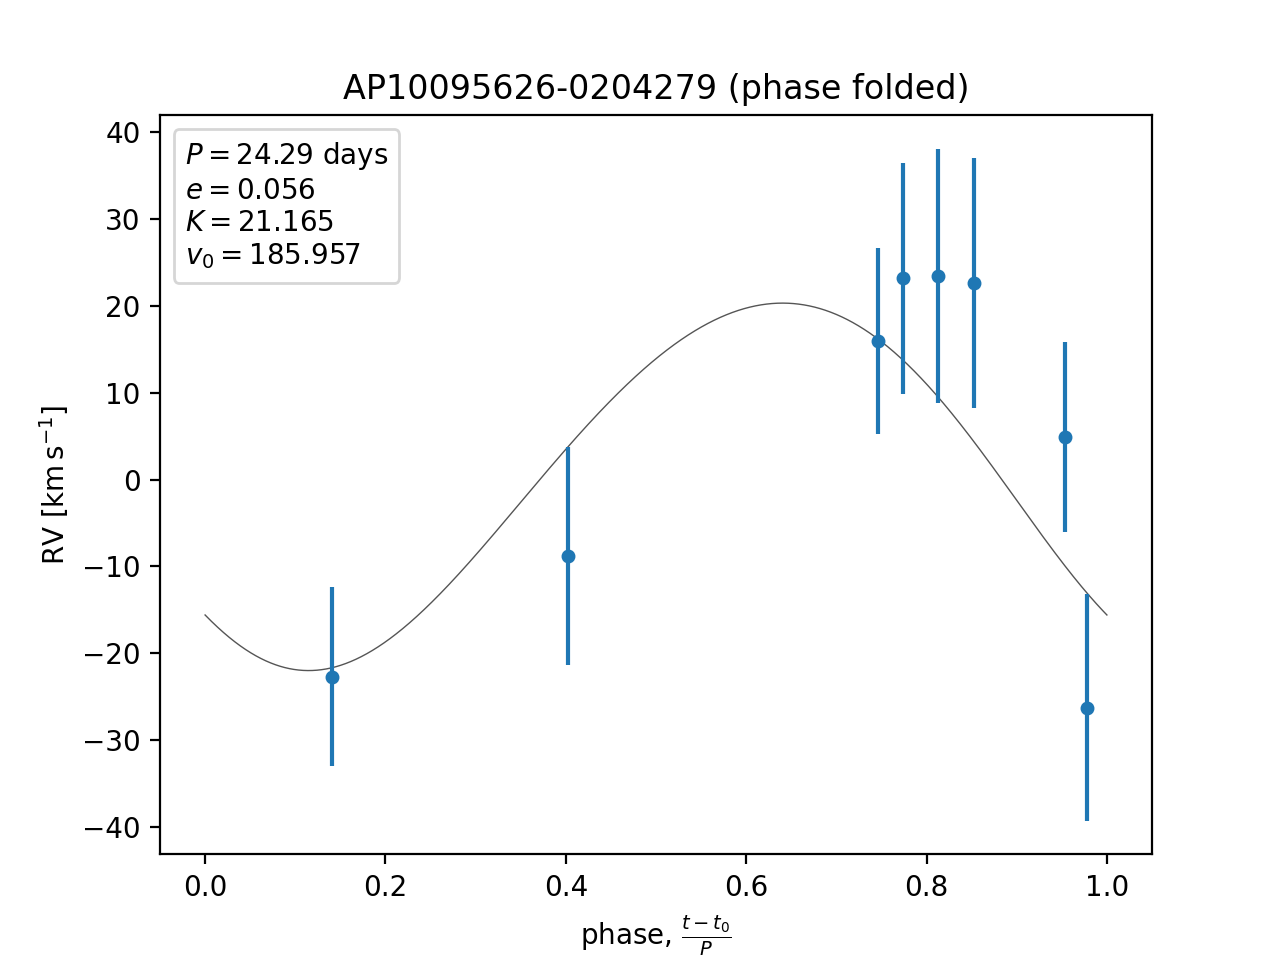 AP10095626-0204279 (phase folded)
P = 24.29 days
e = 0.056
K = 21.165
v₀ = 185.957
40
30
20
10
0
−10
−20
−30
−40
RV [km s⁻¹]
0.0 0.2 0.4 0.6 0.8 1.0
phase, (t − t₀)/P